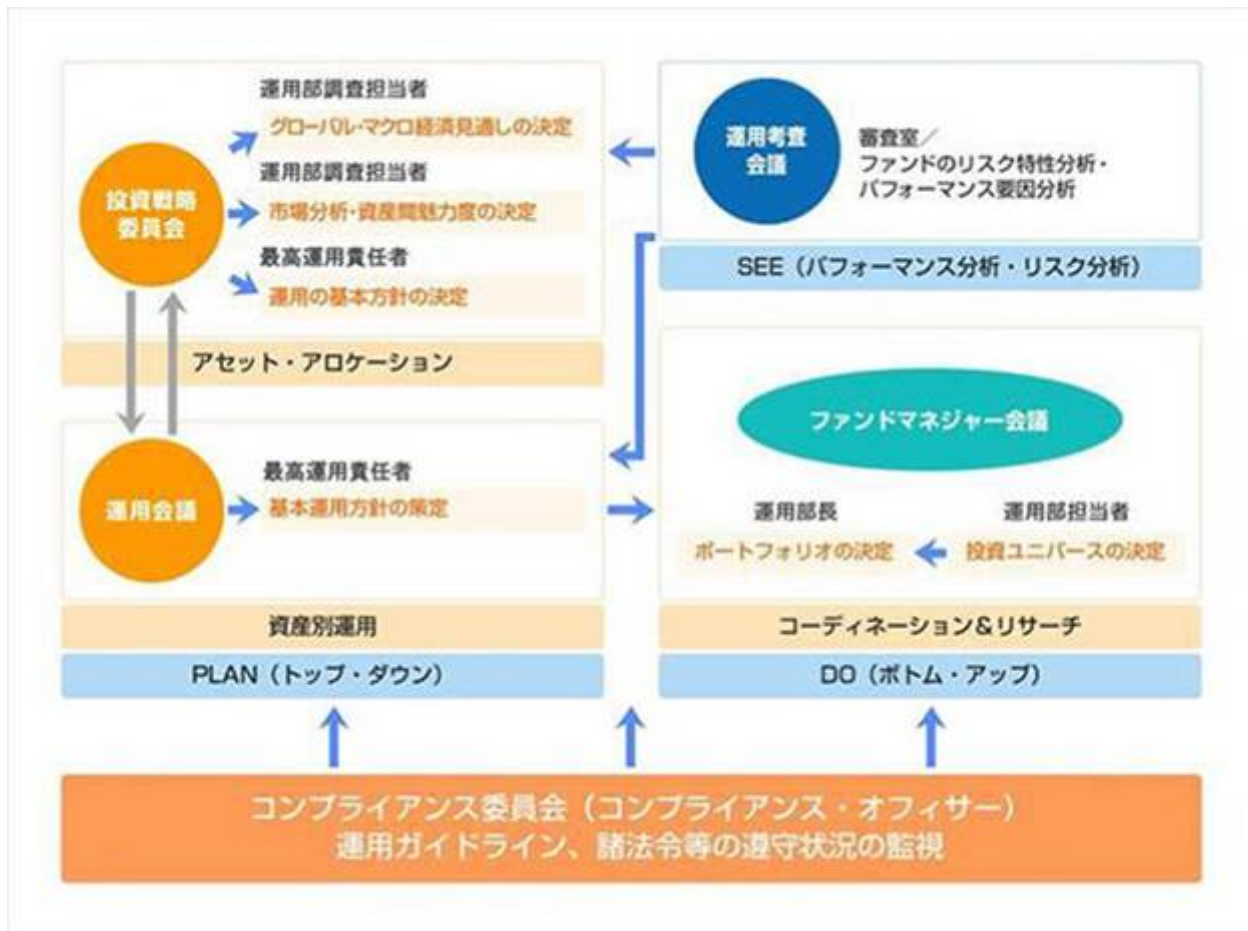 運用部調査担当者
グローバル・マクロ経済見通しの決定
投資戦略
委員会
運用部調査担当者
市場分析・資産間魅力度の決定
最高運用責任者
運用の基本方針の決定
アセット・アロケーション
運用考査
会議
審査室/
ファンドのリスク特性分析・
パフォーマンス要因分析
SEE(パフォーマンス分析・リスク分析)
運用会議
最高運用責任者
基本運用方針の策定
資産別運用
PLAN(トップ・ダウン)
ファンドマネジャー会議
運用部長
ポートフォリオの決定
運用部担当者
投資ユニバースの決定
コーディネーション&リサーチ
DO(ボトム・アップ)
コンプライアンス委員会(コンプライアンス・オフィサー)
運用ガイドライン、諸法令等の遵守状況の監視